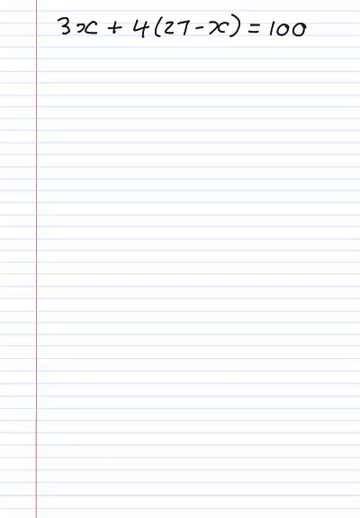 3x + 4(27-x) = 100